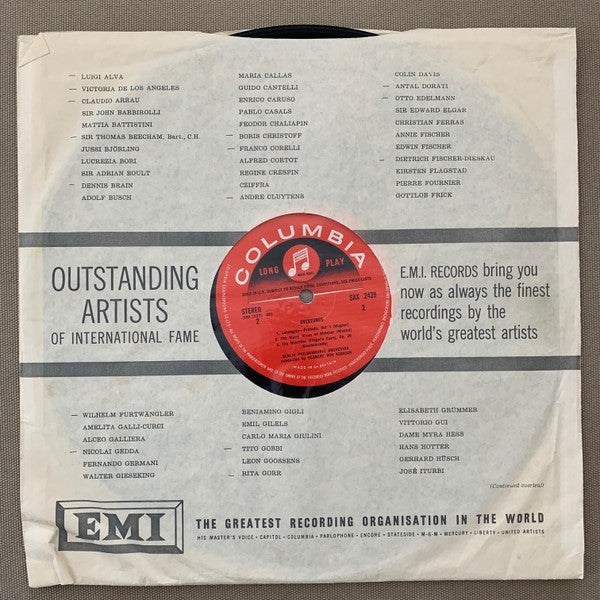 LUIGI ALVA
VICTORIA DE LOS ANGELES
CLAUDIO ARRAU
SIR JOHN BARBIROLLI
MATTIA BATTISTINI
SIR THOMAS BEECHAM, Bart., C.H.
JUSSI BJÖRLING
LUCREZIA BORI
SIR ADRIAN BOULT
DENNIS BRAIN
ADOLF BUSCH
MARIA CALLAS
GUIDO CANTELLI
ENRICO CARUSO
PABLO CASALS
FEODOR CHALIAPIN
BORIS CHRISTOFF
FRANCO CORELLI
ALFRED CORTOT
REGINE CRESPIN
CZIFFRA
ANDRE CLUYTENS
COLIN DAVIS
ANTAL DORATI
OTTO EDELMANN
SIR EDWARD ELGAR
CHRISTIAN FERRAS
ANNIE FISCHER
EDWIN FISCHER
DIETRICH FISCHER-DIESKAU
KIRSTEN FLAGSTAD
PIERRE FOURNIER
GOTTLOB FRICK
OUTSTANDING
ARTISTS
OF INTERNATIONAL FAME
COLUMBIA
LONG PLAY
STEREO
2
SAX 2439
2
OVERTURES
BERLIN PHILHARMONIC ORCHESTRA
conducted by HERBERT VON KARAJAN
MADE IN GT. BRITAIN
E.M.I. RECORDS bring you
now as always the finest
recordings by the
world's greatest artists
WILHELM FURTWÄNGLER
AMELITA GALLI-CURCI
ALCEO GALLIERA
NICOLAI GEDDA
FERNANDO GERMANI
WALTER GIESEKING
BENIAMINO GIGLI
EMIL GILELS
CARLO MARIA GIULINI
TITO GOBBI
LEON GOOSSENS
RITA GORR
ELISABETH GRÜMMER
VITTORIO GUI
DAME MYRA HESS
HANS HOTTER
GERHARD HÜSCH
JOSÉ ITURBI
(Continued overleaf)
EMI
THE GREATEST RECORDING ORGANISATION IN THE WORLD
HIS MASTER'S VOICE • CAPITOL • COLUMBIA • PARLOPHONE • ENCORE • STATESIDE • M-G-M • MERCURY • LIBERTY • UNITED ARTISTS